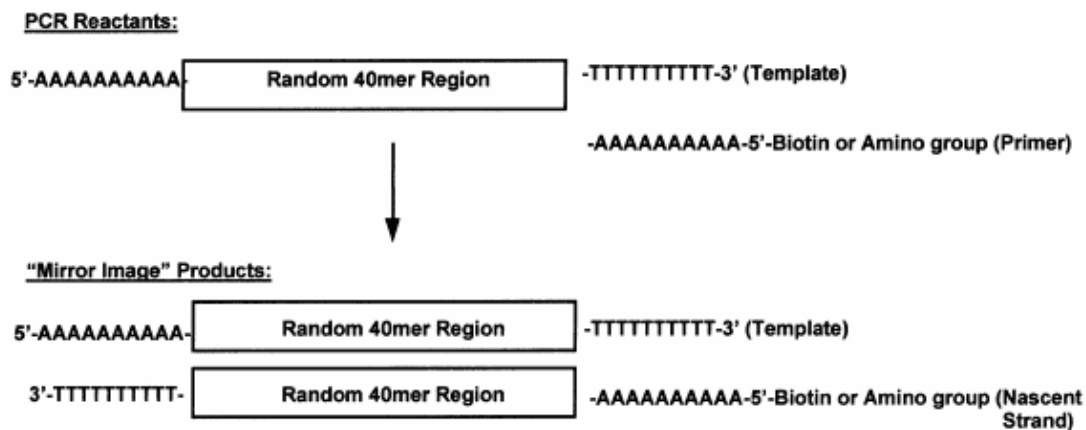 PCR Reactants:
5'-AAAAAAAAAA- Random 40mer Region -TTTTTTTTTT-3' (Template)
-AAAAAAAAAA-5'-Biotin or Amino group (Primer)
“Mirror Image” Products:
5'-AAAAAAAAAA- Random 40mer Region -TTTTTTTTTT-3' (Template)
3'-TTTTTTTTTT- Random 40mer Region -AAAAAAAAAA-5'-Biotin or Amino group (Nascent
Strand)